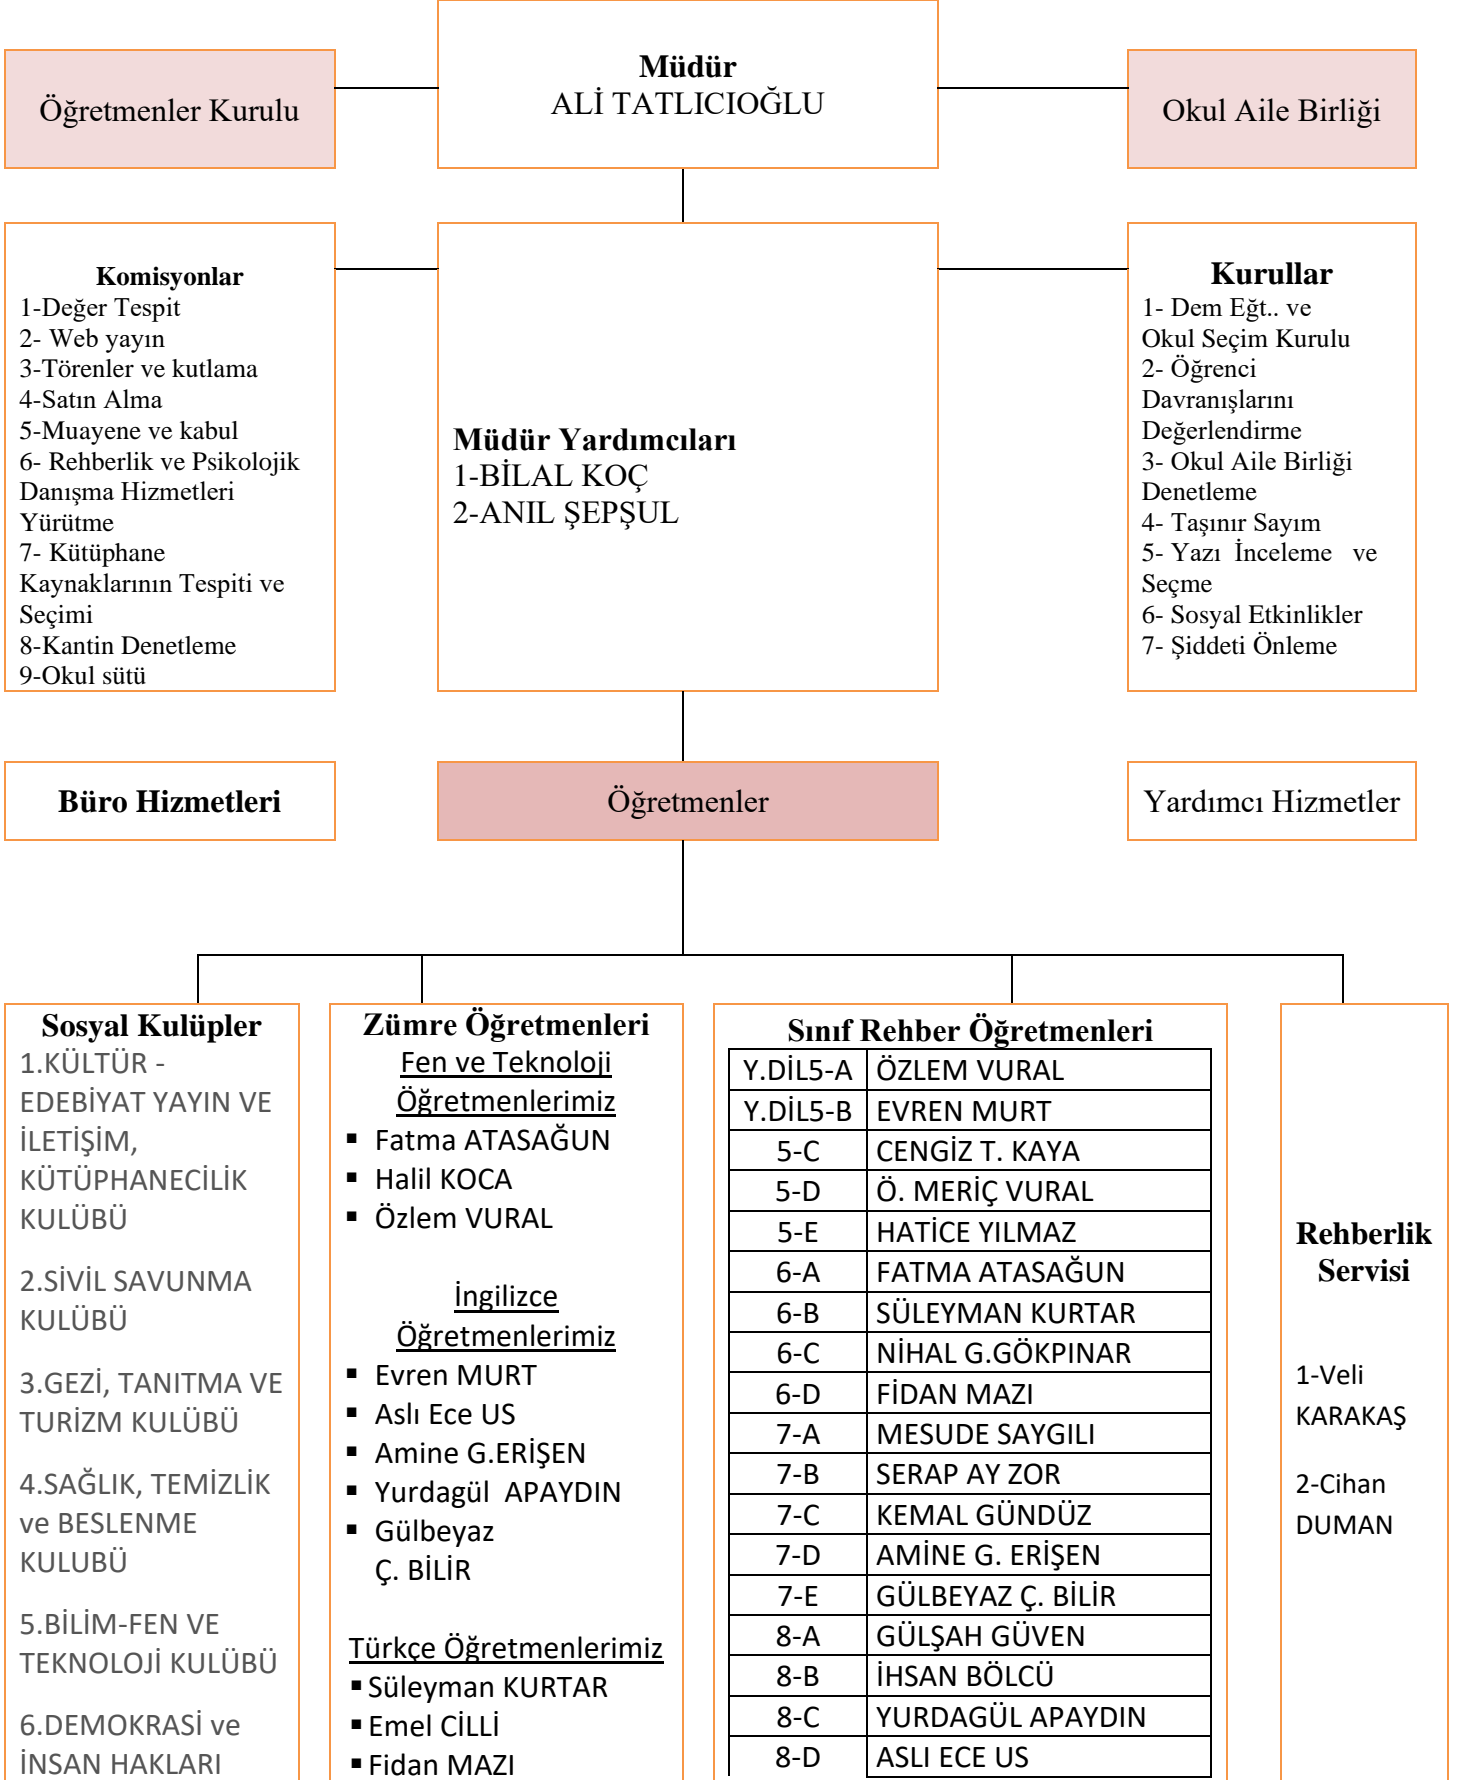 Müdür
ALİ TATLICIOĞLU
Öğretmenler Kurulu
Okul Aile Birliği
Komisyonlar
1-Değer Tespit
2- Web yayın
3-Törenler ve kutlama
4-Satın Alma
5-Muayene ve kabul
6- Rehberlik ve Psikolojik
Danışma Hizmetleri
Yürütme
7- Kütüphane
Kaynaklarının Tespiti ve
Seçimi
8-Kantin Denetleme
9-Okul sütü
Müdür Yardımcıları
1-BİLAL KOÇ
2-ANIL ŞEPŞUL
Kurullar
1- Dem Eğt.. ve
Okul Seçim Kurulu
2- Öğrenci
Davranışlarını
Değerlendirme
3- Okul Aile Birliği
Denetleme
4- Taşınır Sayım
5- Yazı İnceleme ve
Seçme
6- Sosyal Etkinlikler
7- Şiddeti Önleme
Büro Hizmetleri
Öğretmenler
Yardımcı Hizmetler
Sosyal Kulüpler
1.KÜLTÜR -
EDEBİYAT YAYIN VE
İLETİŞİM,
KÜTÜPHANECİLİK
KULÜBÜ
2.SİVİL SAVUNMA
KULÜBÜ
3.GEZİ, TANITMA VE
TURİZM KULÜBÜ
4.SAĞLIK, TEMİZLİK
ve BESLENME
KULUBÜ
5.BİLİM-FEN VE
TEKNOLOJİ KULÜBÜ
6.DEMOKRASİ ve
İNSAN HAKLARI
Zümre Öğretmenleri
Fen ve Teknoloji
Öğretmenlerimiz
▪ Fatma ATASAĞUN
▪ Halil KOCA
▪ Özlem VURAL
İngilizce
Öğretmenlerimiz
▪ Evren MURT
▪ Aslı Ece US
▪ Amine G.ERİŞEN
▪ Yurdagül APAYDIN
▪ Gülbeyaz
Ç. BİLİR
Türkçe Öğretmenlerimiz
▪ Süleyman KURTAR
▪ Emel CİLLİ
▪ Fidan MAZI
Sınıf Rehber Öğretmenleri
Y.DİL5-A ÖZLEM VURAL
Y.DİL5-B EVREN MURT
5-C CENGİZ T. KAYA
5-D Ö. MERİÇ VURAL
5-E HATİCE YILMAZ
6-A FATMA ATASAĞUN
6-B SÜLEYMAN KURTAR
6-C NİHAL G.GÖKPINAR
6-D FİDAN MAZI
7-A MESUDE SAYGILI
7-B SERAP AY ZOR
7-C KEMAL GÜNDÜZ
7-D AMİNE G. ERİŞEN
7-E GÜLBEYAZ Ç. BİLİR
8-A GÜLŞAH GÜVEN
8-B İHSAN BÖLCÜ
8-C YURDAGÜL APAYDIN
8-D ASLI ECE US
Rehberlik
Servisi
1-Veli
KARAKAŞ
2-Cihan
DUMAN